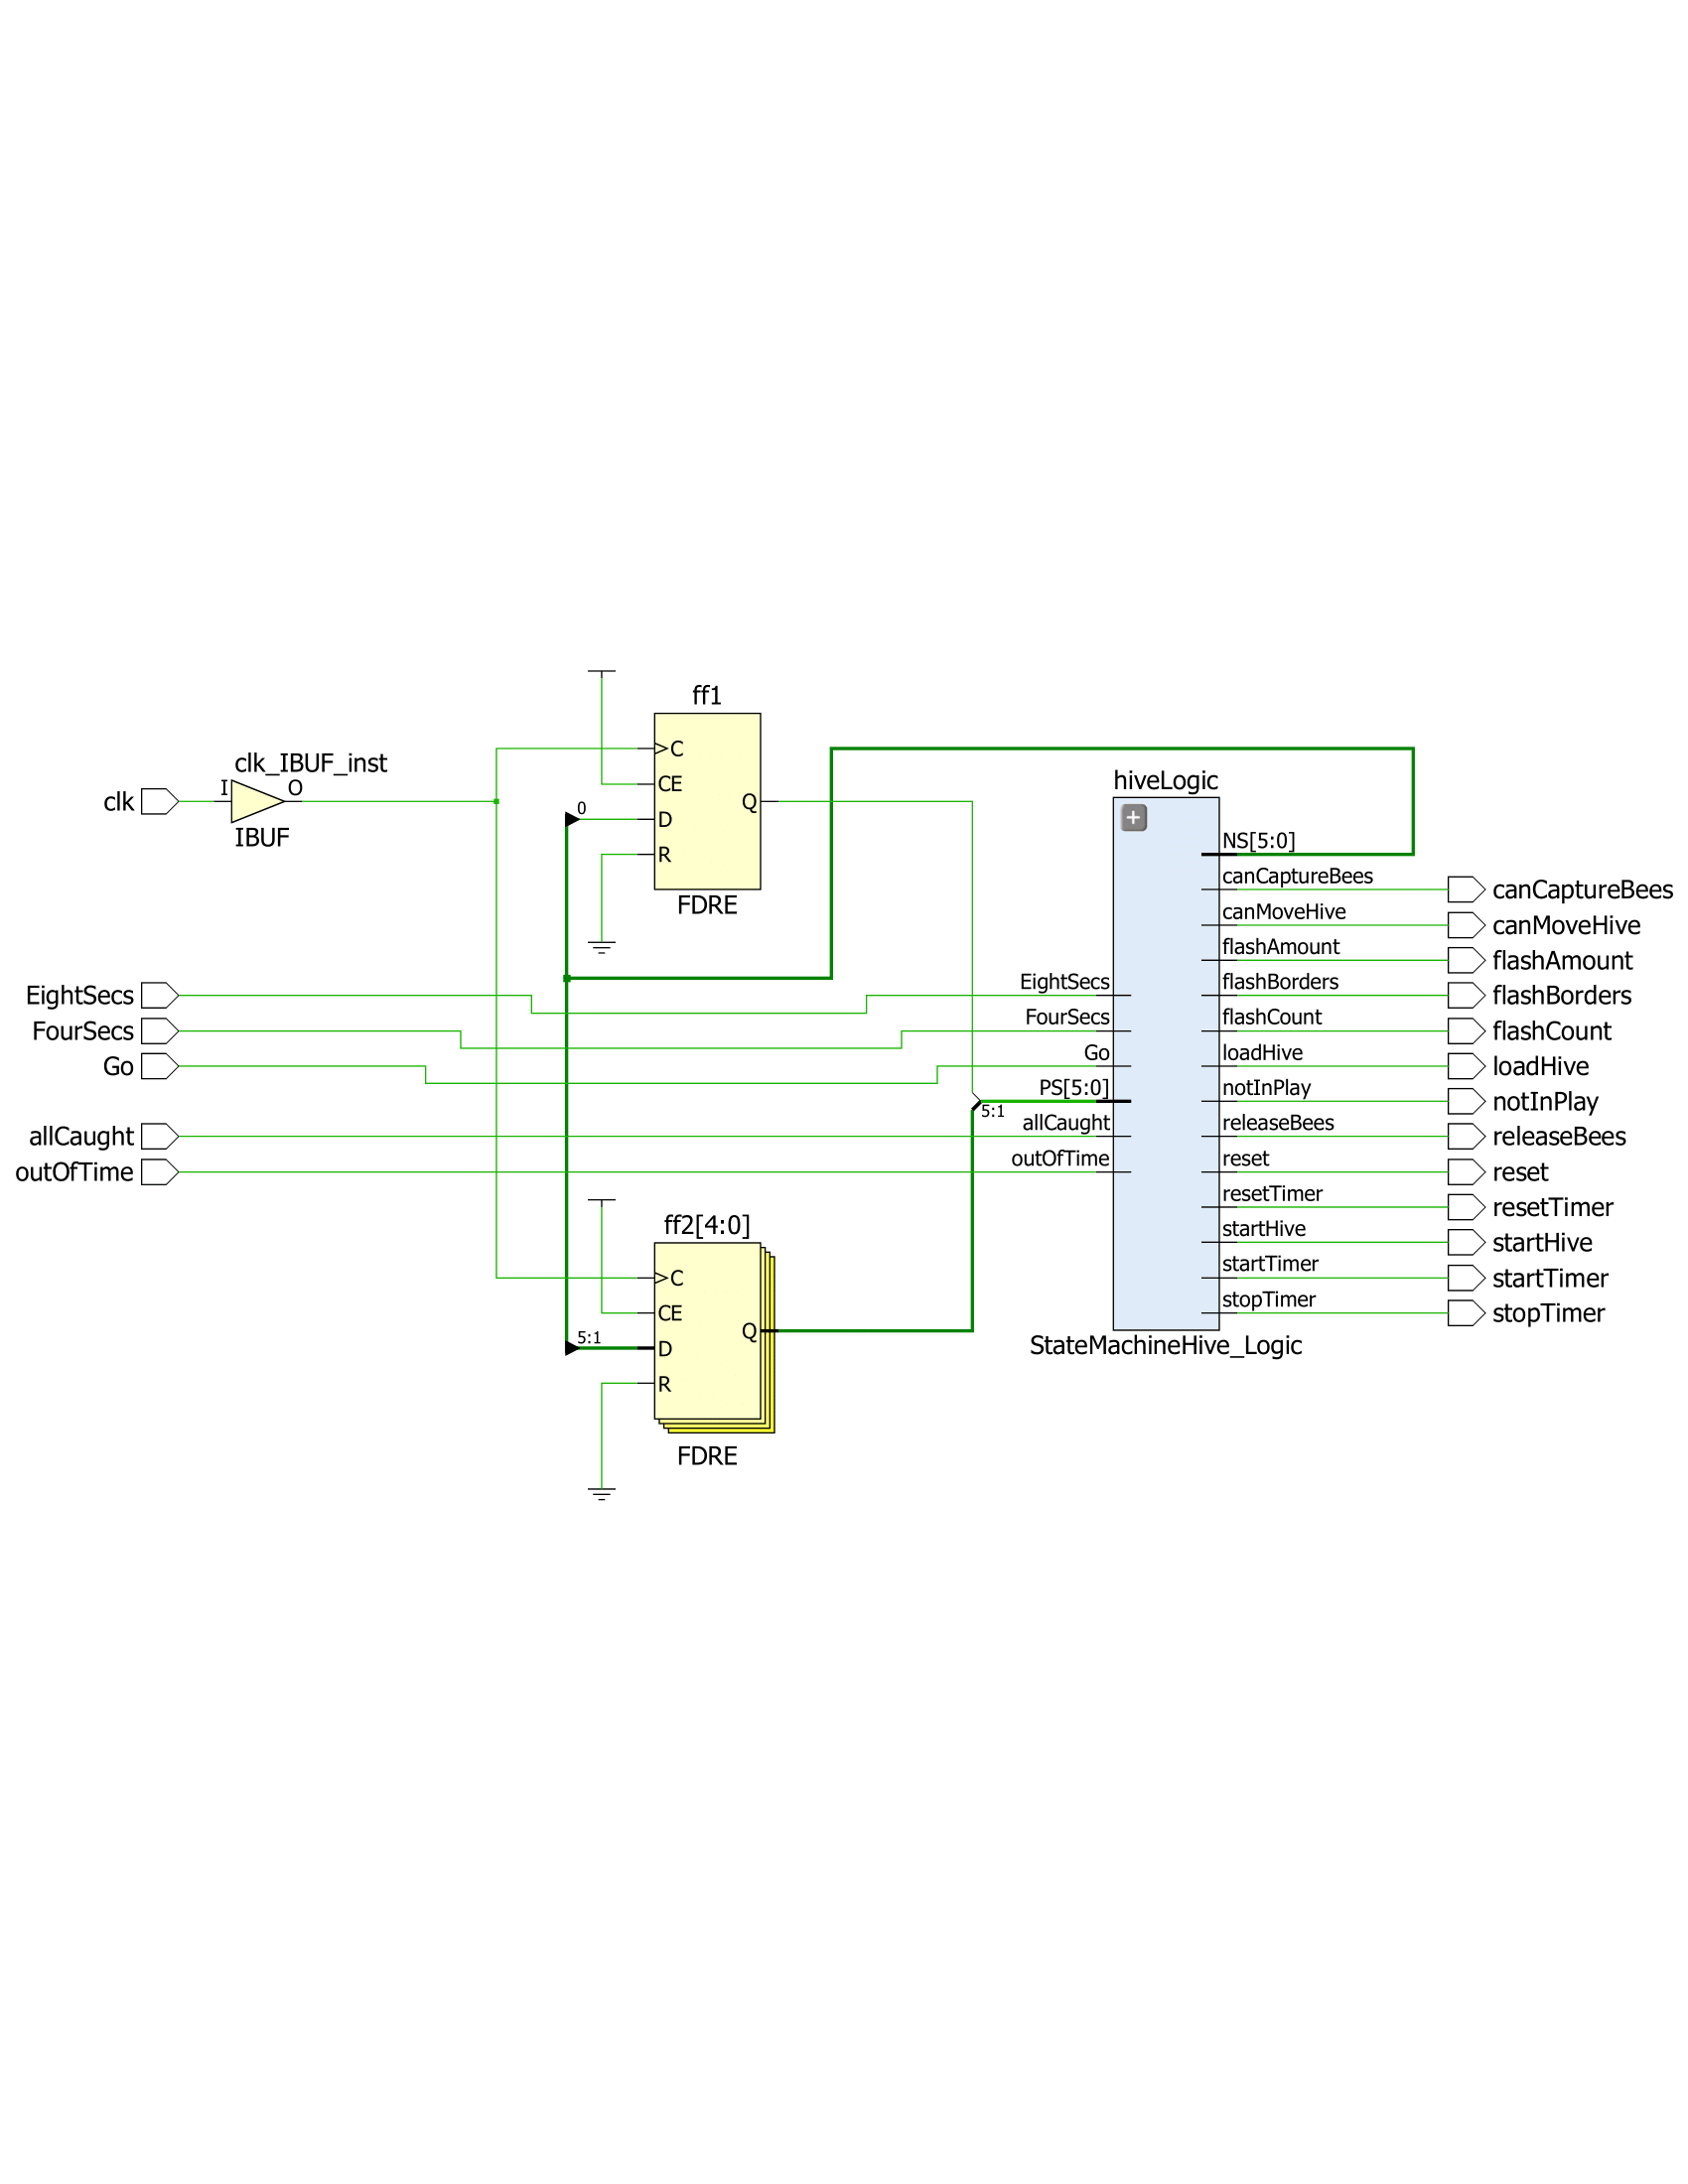 ff1
C
CE
D
R
Q
0
FDRE
clk
clk_IBUF_inst
I
O
IBUF
hiveLogic
NS[5:0]
canCaptureBees
canMoveHive
flashAmount
flashBorders
flashCount
loadHive
notInPlay
releaseBees
reset
resetTimer
startHive
startTimer
stopTimer
EightSecs
FourSecs
Go
PS[5:0]
allCaught
outOfTime
5:1
StateMachineHive_Logic
EightSecs
FourSecs
Go
allCaught
outOfTime
canCaptureBees
canMoveHive
flashAmount
flashBorders
flashCount
loadHive
notInPlay
releaseBees
reset
resetTimer
startHive
startTimer
stopTimer
ff2[4:0]
C
CE
D
R
Q
5:1
FDRE